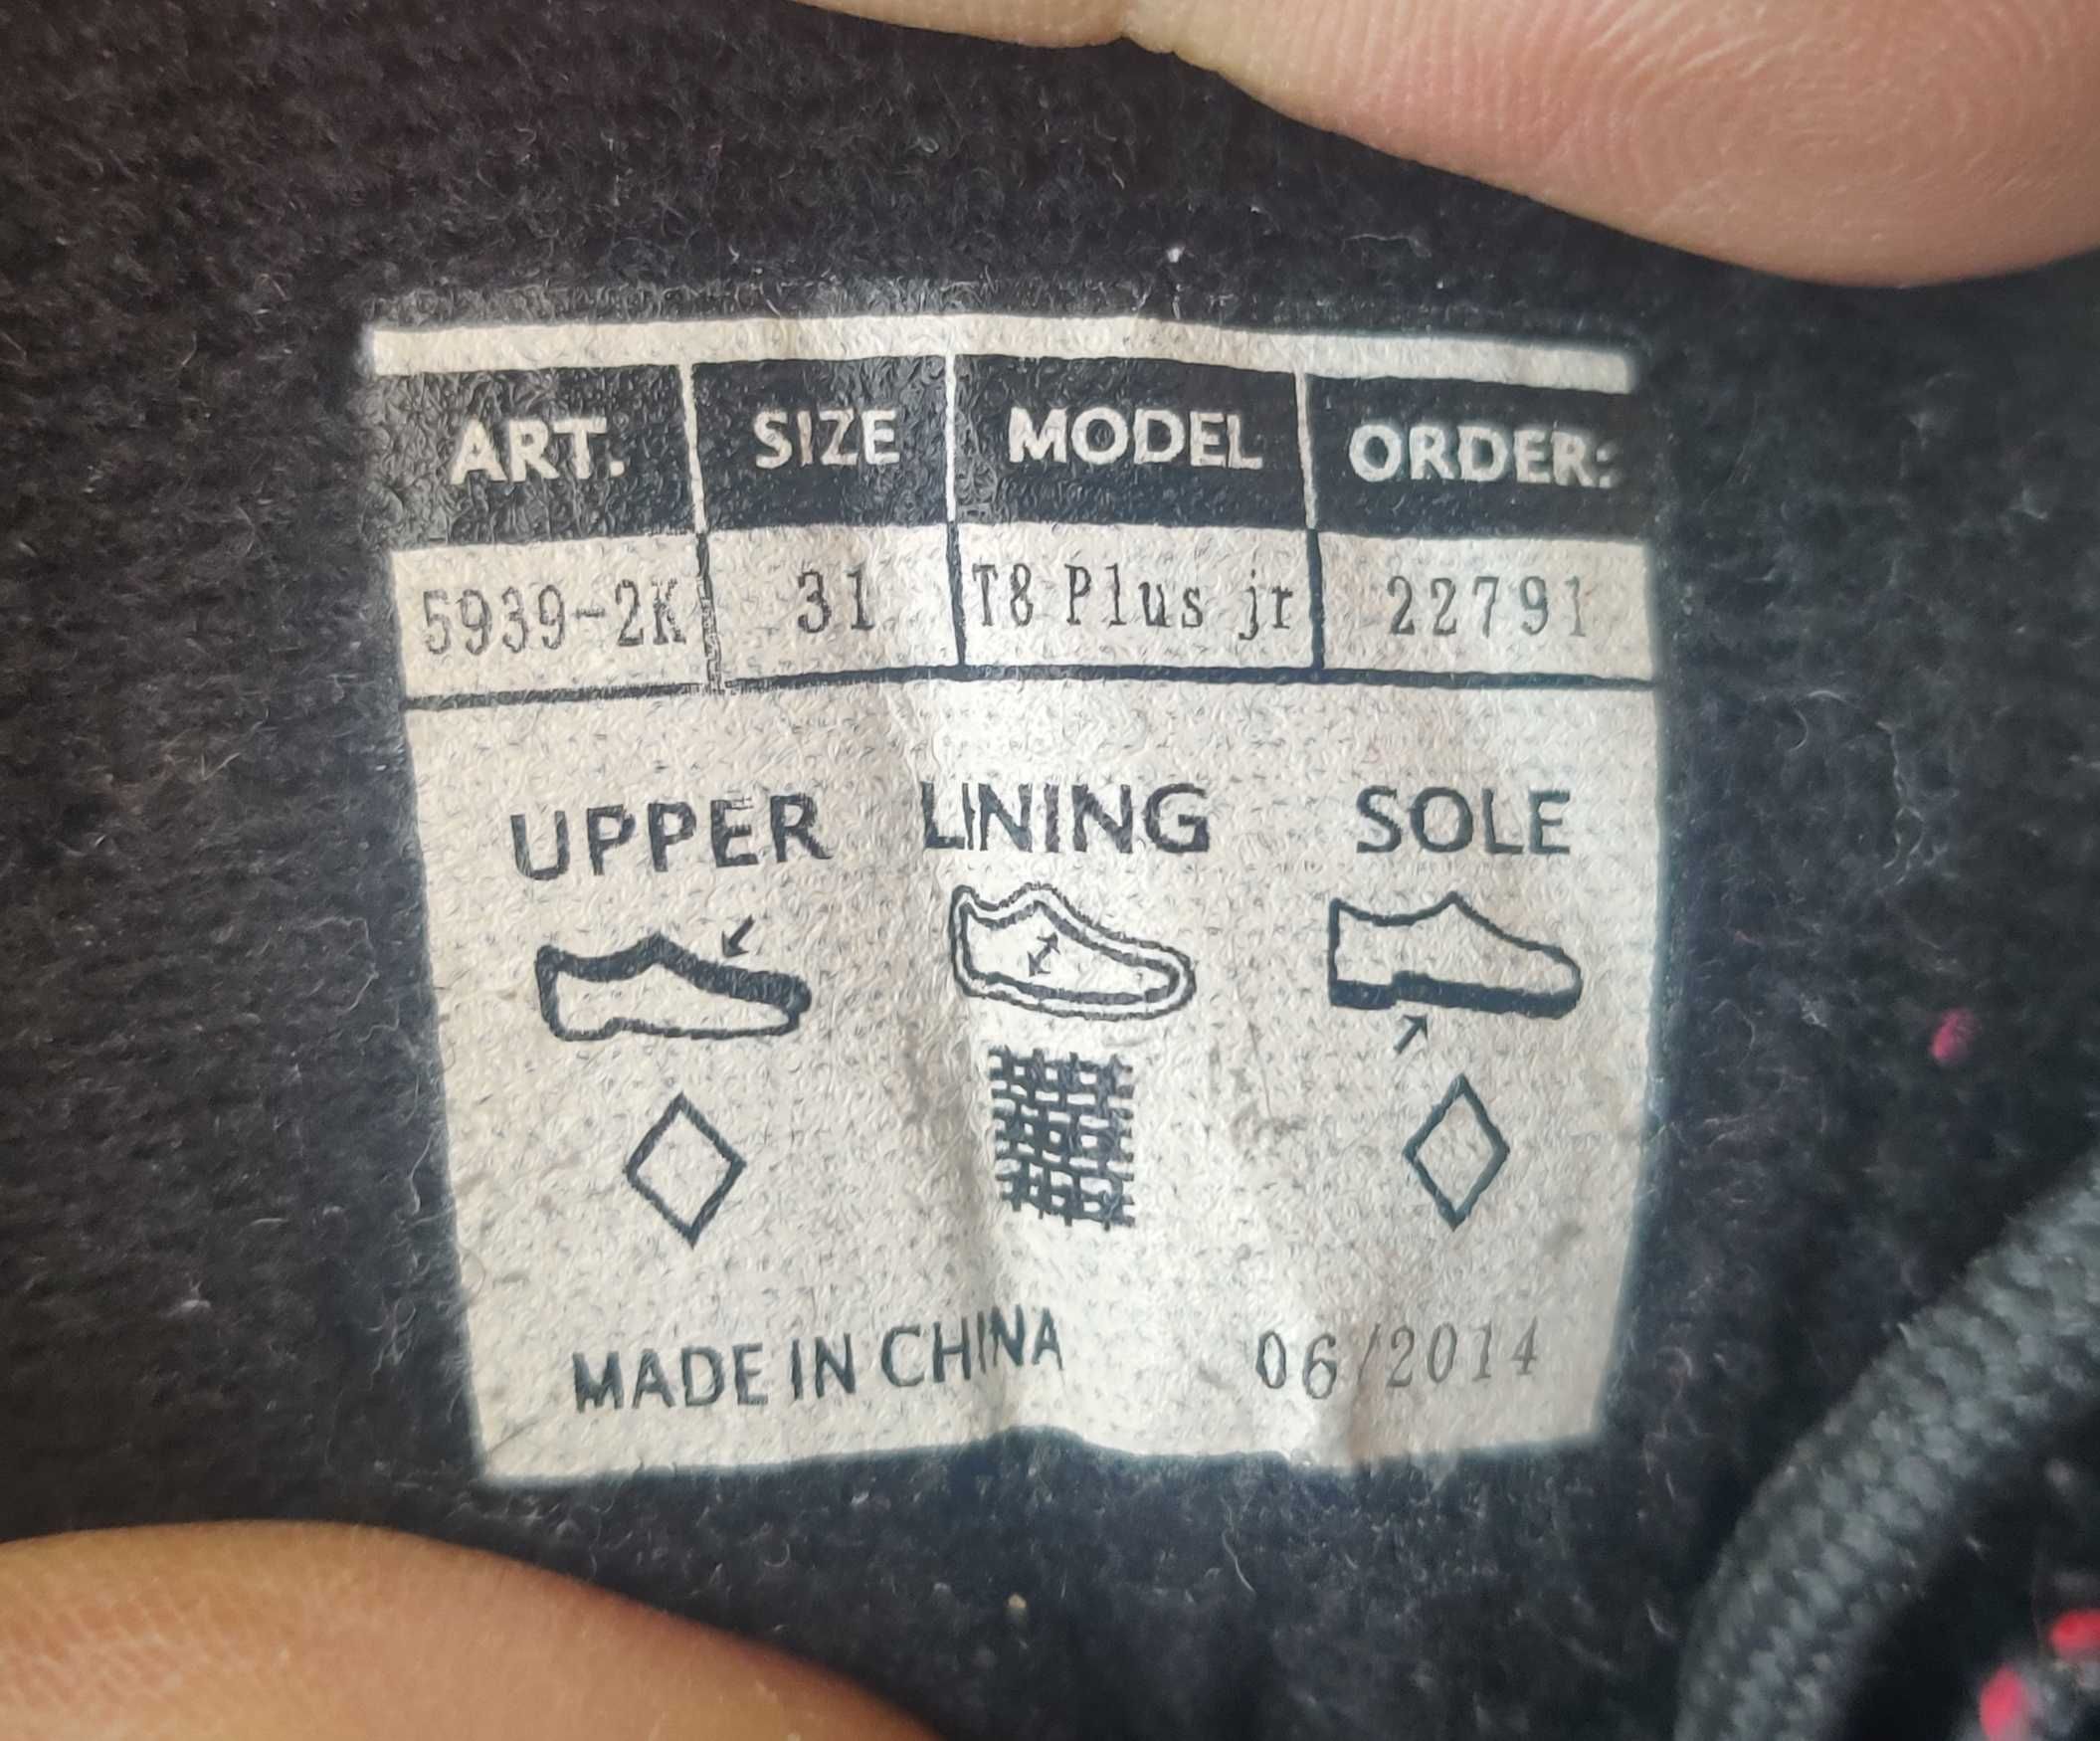 ART. SIZE MODEL ORDER:
5939-2K 31 T8 Plus jr 22791
UPPER LINING SOLE
MADE IN CHINA 06/2014